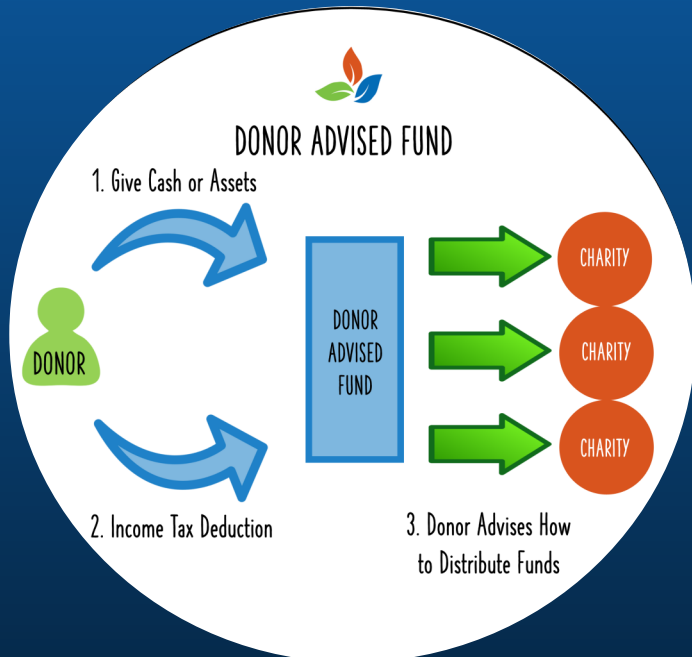 DONOR ADVISED FUND
1. Give Cash or Assets
DONOR
DONOR
ADVISED
FUND
CHARITY
CHARITY
CHARITY
2. Income Tax Deduction
3. Donor Advises How
to Distribute Funds